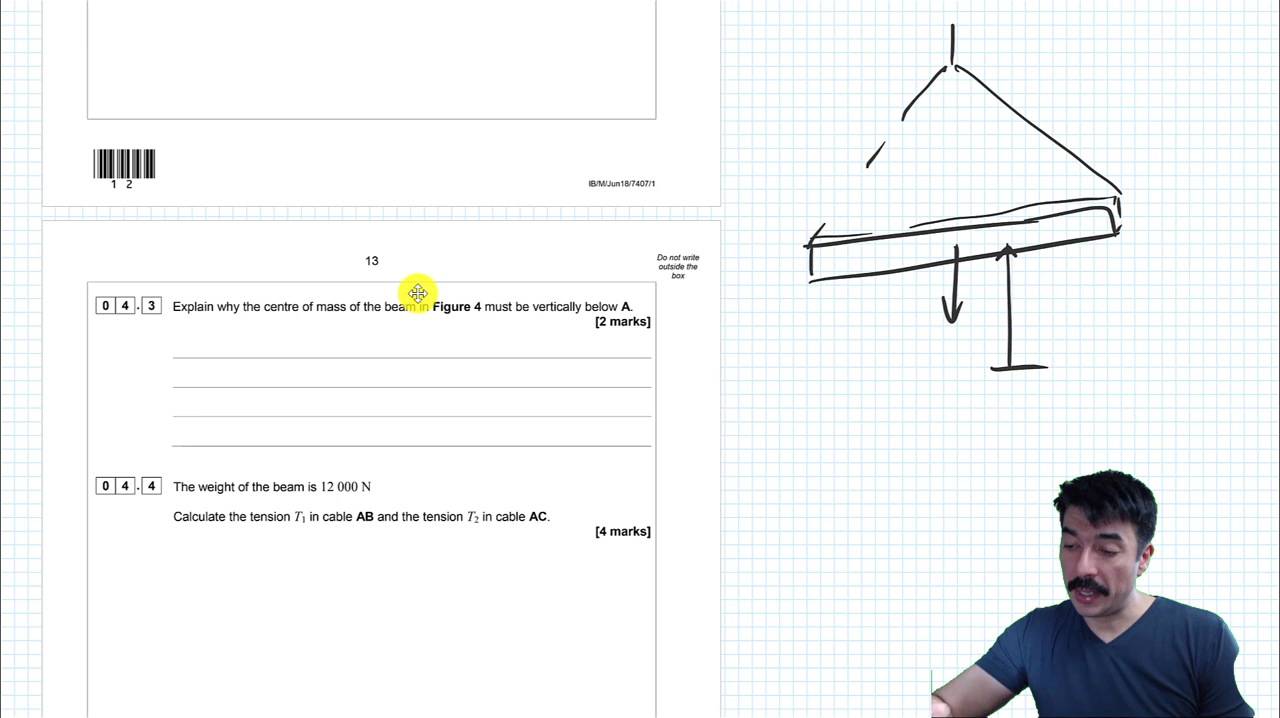 1 2
IB/M/Jun18/7407/1
13
Do not write
outside the
box
0 4 . 3 Explain why the centre of mass of the beam in Figure 4 must be vertically below A.
[2 marks]
0 4 . 4 The weight of the beam is 12 000 N
Calculate the tension T₁ in cable AB and the tension T₂ in cable AC.
[4 marks]